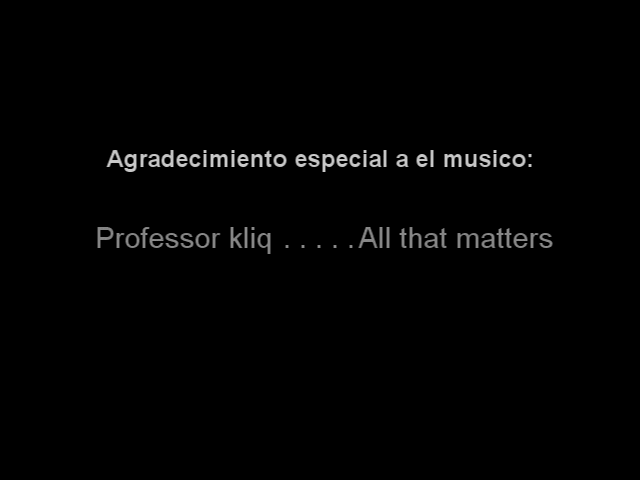 Agradecimiento especial a el musico:
Professor kliq . . . . . All that matters